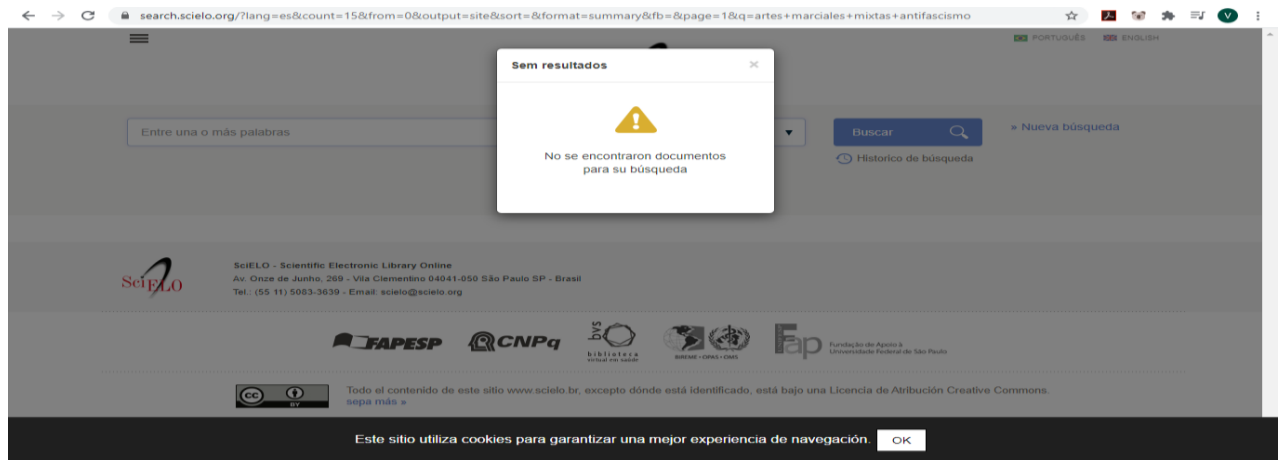 search.scielo.org/?lang=es&count=15&from=0&output=site&sort=&format=summary&fb=&page=1&q=artes+marciales+mixtas+antifascismo
V
PORTUGUÊS ENGLISH
Sem resultados ×
No se encontraron documentos
para su búsqueda
Entre una o más palabras
Buscar
» Nueva búsqueda
Historico de búsqueda
SciELO
SciELO - Scientific Electronic Library Online
Av. Onze de Junho, 269 - Vila Clementino 04041-050 São Paulo SP - Brasil
Tel.: (55 11) 5083-3639 - Email: scielo@scielo.org
FAPESP
CNPq
bvs
biblioteca
virtual em saúde
BIREME • OPAS • OMS
Fap
Fundação de Apoio à
Universidade Federal de São Paulo
cc
BY
Todo el contenido de este sitio www.scielo.br, excepto dónde está identificado, está bajo una Licencia de Atribución Creative Commons.
sepa más »
Este sitio utiliza cookies para garantizar una mejor experiencia de navegación. OK